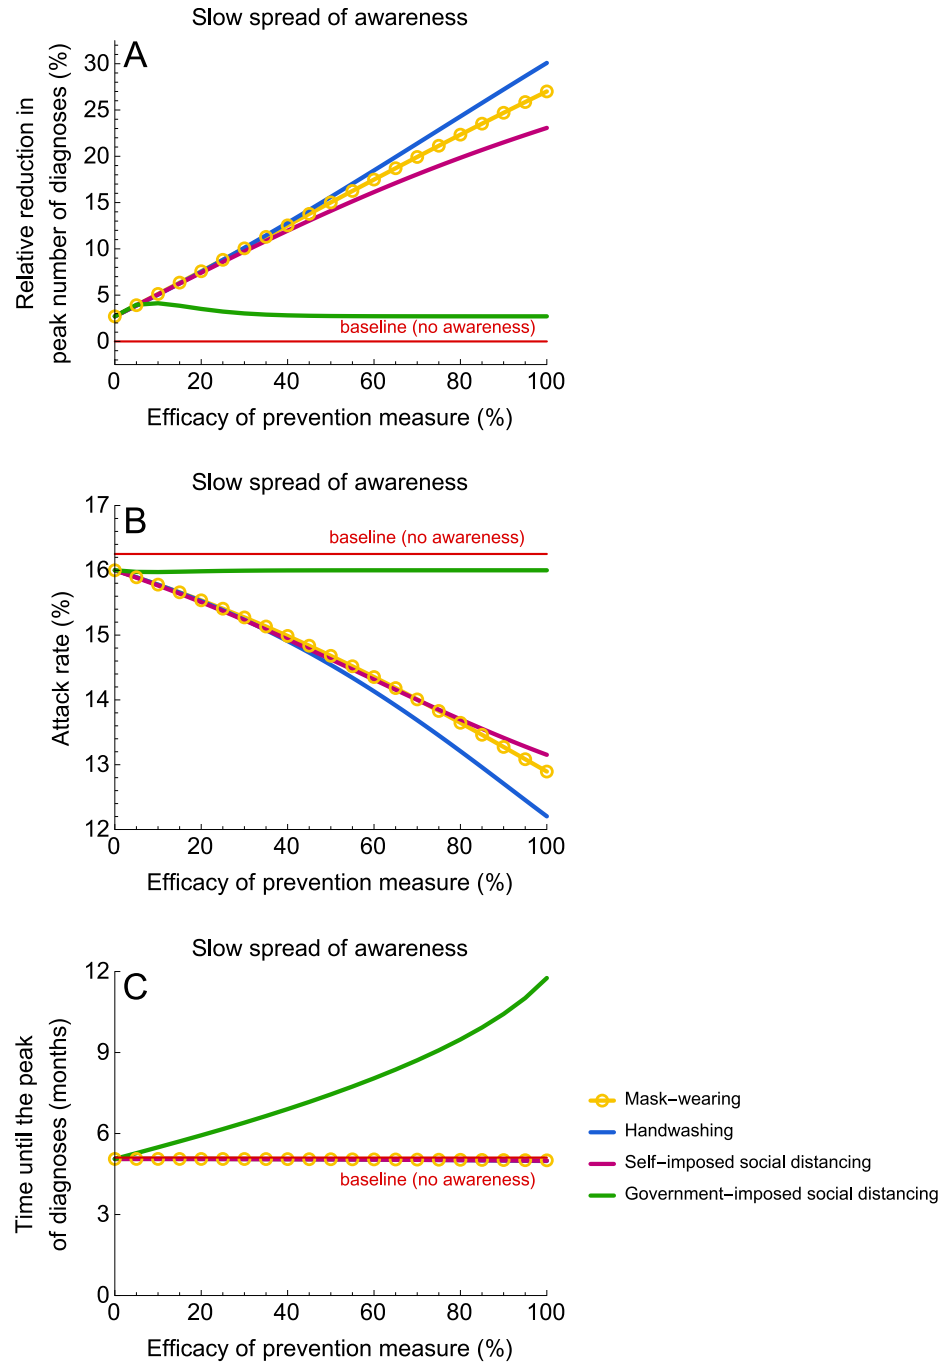 Slow spread of awareness
A
Relative reduction in
peak number of diagnoses (%)
30
25
20
15
10
5
0
baseline (no awareness)
0 20 40 60 80 100
Efficacy of prevention measure (%)
Slow spread of awareness
B
Attack rate (%)
17
16
15
14
13
12
baseline (no awareness)
0 20 40 60 80 100
Efficacy of prevention measure (%)
Slow spread of awareness
C
Time until the peak
of diagnoses (months)
12
9
6
3
0
baseline (no awareness)
0 20 40 60 80 100
Efficacy of prevention measure (%)
Mask−wearing
Handwashing
Self−imposed social distancing
Government−imposed social distancing